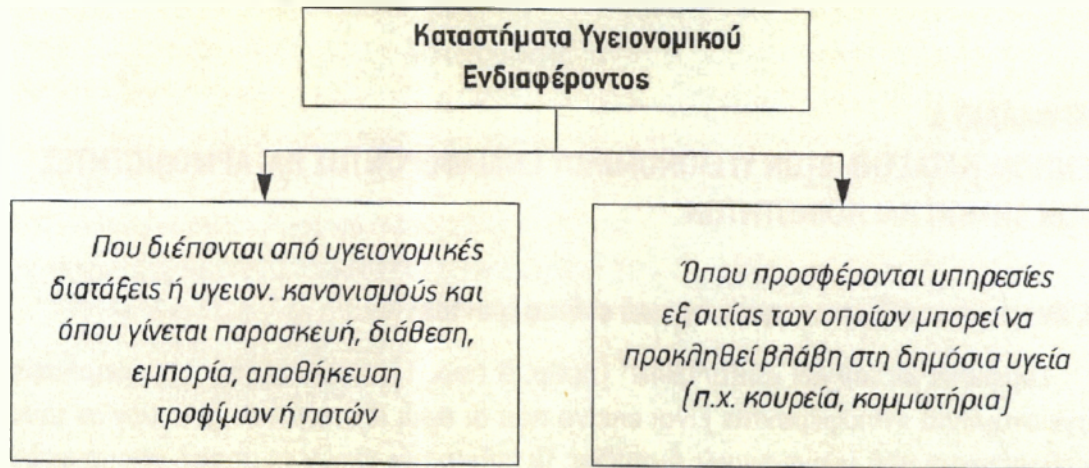 Καταστήματα Υγειονομικού
Ενδιαφέροντος
Που διέπονται από υγειονομικές
διατάξεις ή υγειον. κανονισμούς και
όπου γίνεται παρασκευή, διάθεση,
εμπορία, αποθήκευση
τροφίμων ή ποτών
Όπου προσφέρονται υπηρεσίες
εξ αιτίας των οποίων μπορεί να
προκληθεί βλάβη στη δημόσια υγεία
(π.χ. κουρεία, κομμωτήρια)